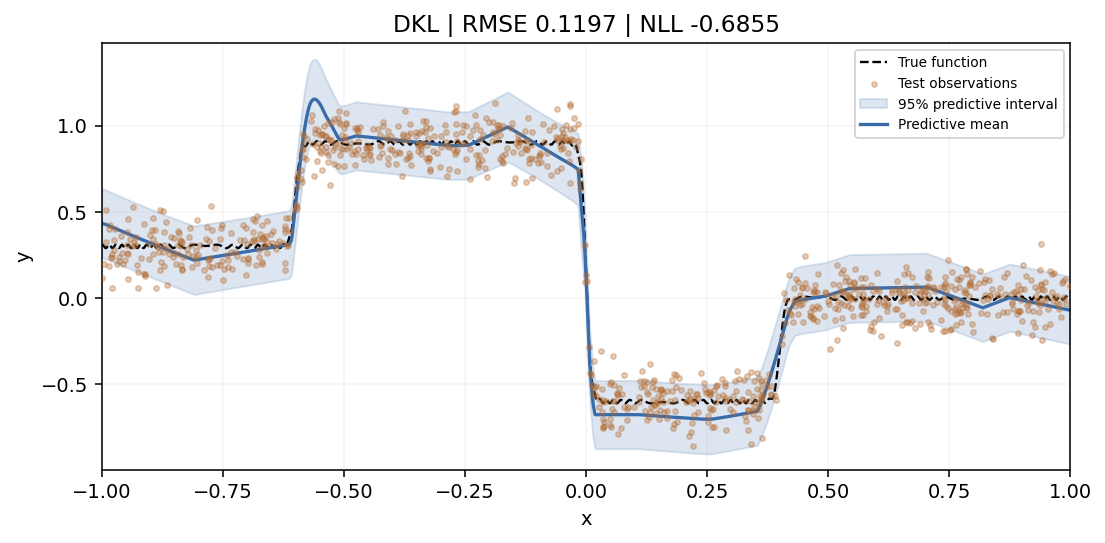 DKL | RMSE 0.1197 | NLL -0.6855
True function
Test observations
95% predictive interval
Predictive mean
y
1.0
0.5
0.0
−0.5
−1.00
−0.75
−0.50
−0.25
0.00
0.25
0.50
0.75
1.00
x